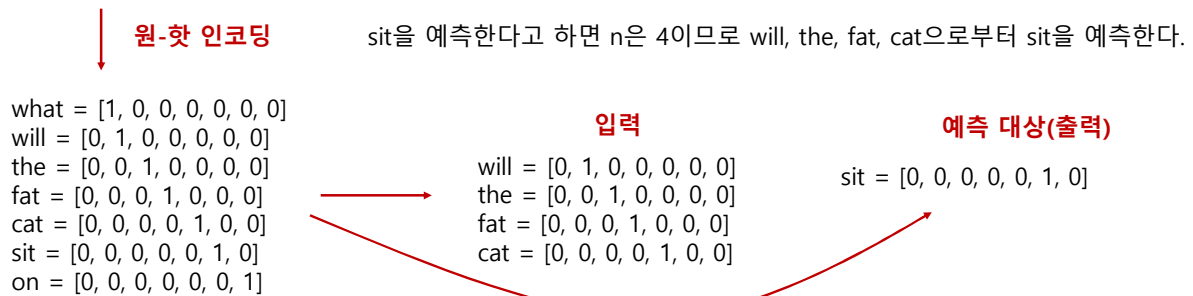 원-핫 인코딩
sit을 예측한다고 하면 n은 4이므로 will, the, fat, cat으로부터 sit을 예측한다.
what = [1, 0, 0, 0, 0, 0, 0]
will = [0, 1, 0, 0, 0, 0, 0]
the = [0, 0, 1, 0, 0, 0, 0]
fat = [0, 0, 0, 1, 0, 0, 0]
cat = [0, 0, 0, 0, 1, 0, 0]
sit = [0, 0, 0, 0, 0, 1, 0]
on = [0, 0, 0, 0, 0, 0, 1]
입력
will = [0, 1, 0, 0, 0, 0, 0]
the = [0, 0, 1, 0, 0, 0, 0]
fat = [0, 0, 0, 1, 0, 0, 0]
cat = [0, 0, 0, 0, 1, 0, 0]
예측 대상(출력)
sit = [0, 0, 0, 0, 0, 1, 0]